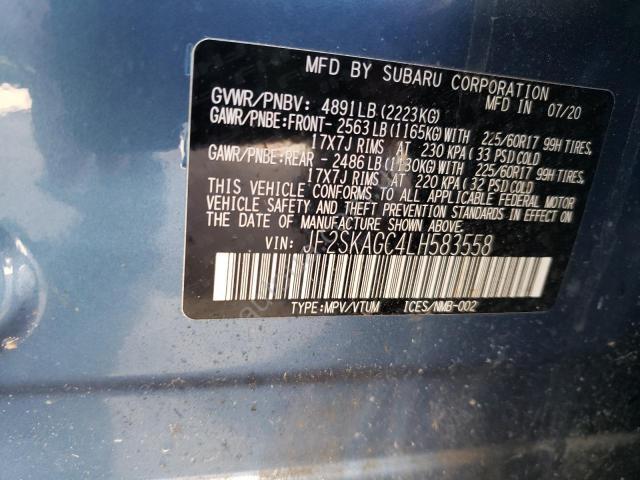 MFD BY SUBARU CORPORATION
MFD IN 07/20
GVWR/PNBV: 4891LB (2223KG)
GAWR/PNBE:FRONT- 2563LB (1165KG) WITH 225/60R17 99H TIRES,
17X7J RIMS AT 230 KPA (33 PSI) COLD
GAWR/PNBE:REAR - 2486LB (1130KG) WITH 225/60R17 99H TIRES,
17X7J RIMS AT 220 KPA (32 PSI) COLD
THIS VEHICLE CONFORMS TO ALL APPLICABLE FEDERAL MOTOR
VEHICLE SAFETY AND THEFT PREVENTION STANDARDS IN EFFECT ON
THE DATE OF MANUFACTURE SHOWN ABOVE.
VIN: JF2SKAGC4LH583558
TYPE:MPV/VTUM ICES/NMB-002